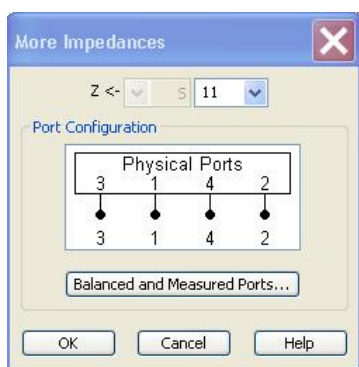 More Impedances
Z <- S 11
Port Configuration
Physical Ports
3 1 4 2
3 1 4 2
Balanced and Measured Ports...
OK Cancel Help